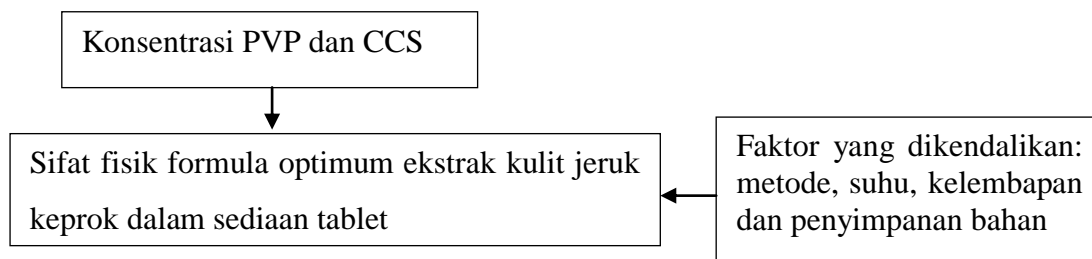 Konsentrasi PVP dan CCS
Sifat fisik formula optimum ekstrak kulit jeruk
keprok dalam sediaan tablet
Faktor yang dikendalikan:
metode, suhu, kelembapan
dan penyimpanan bahan